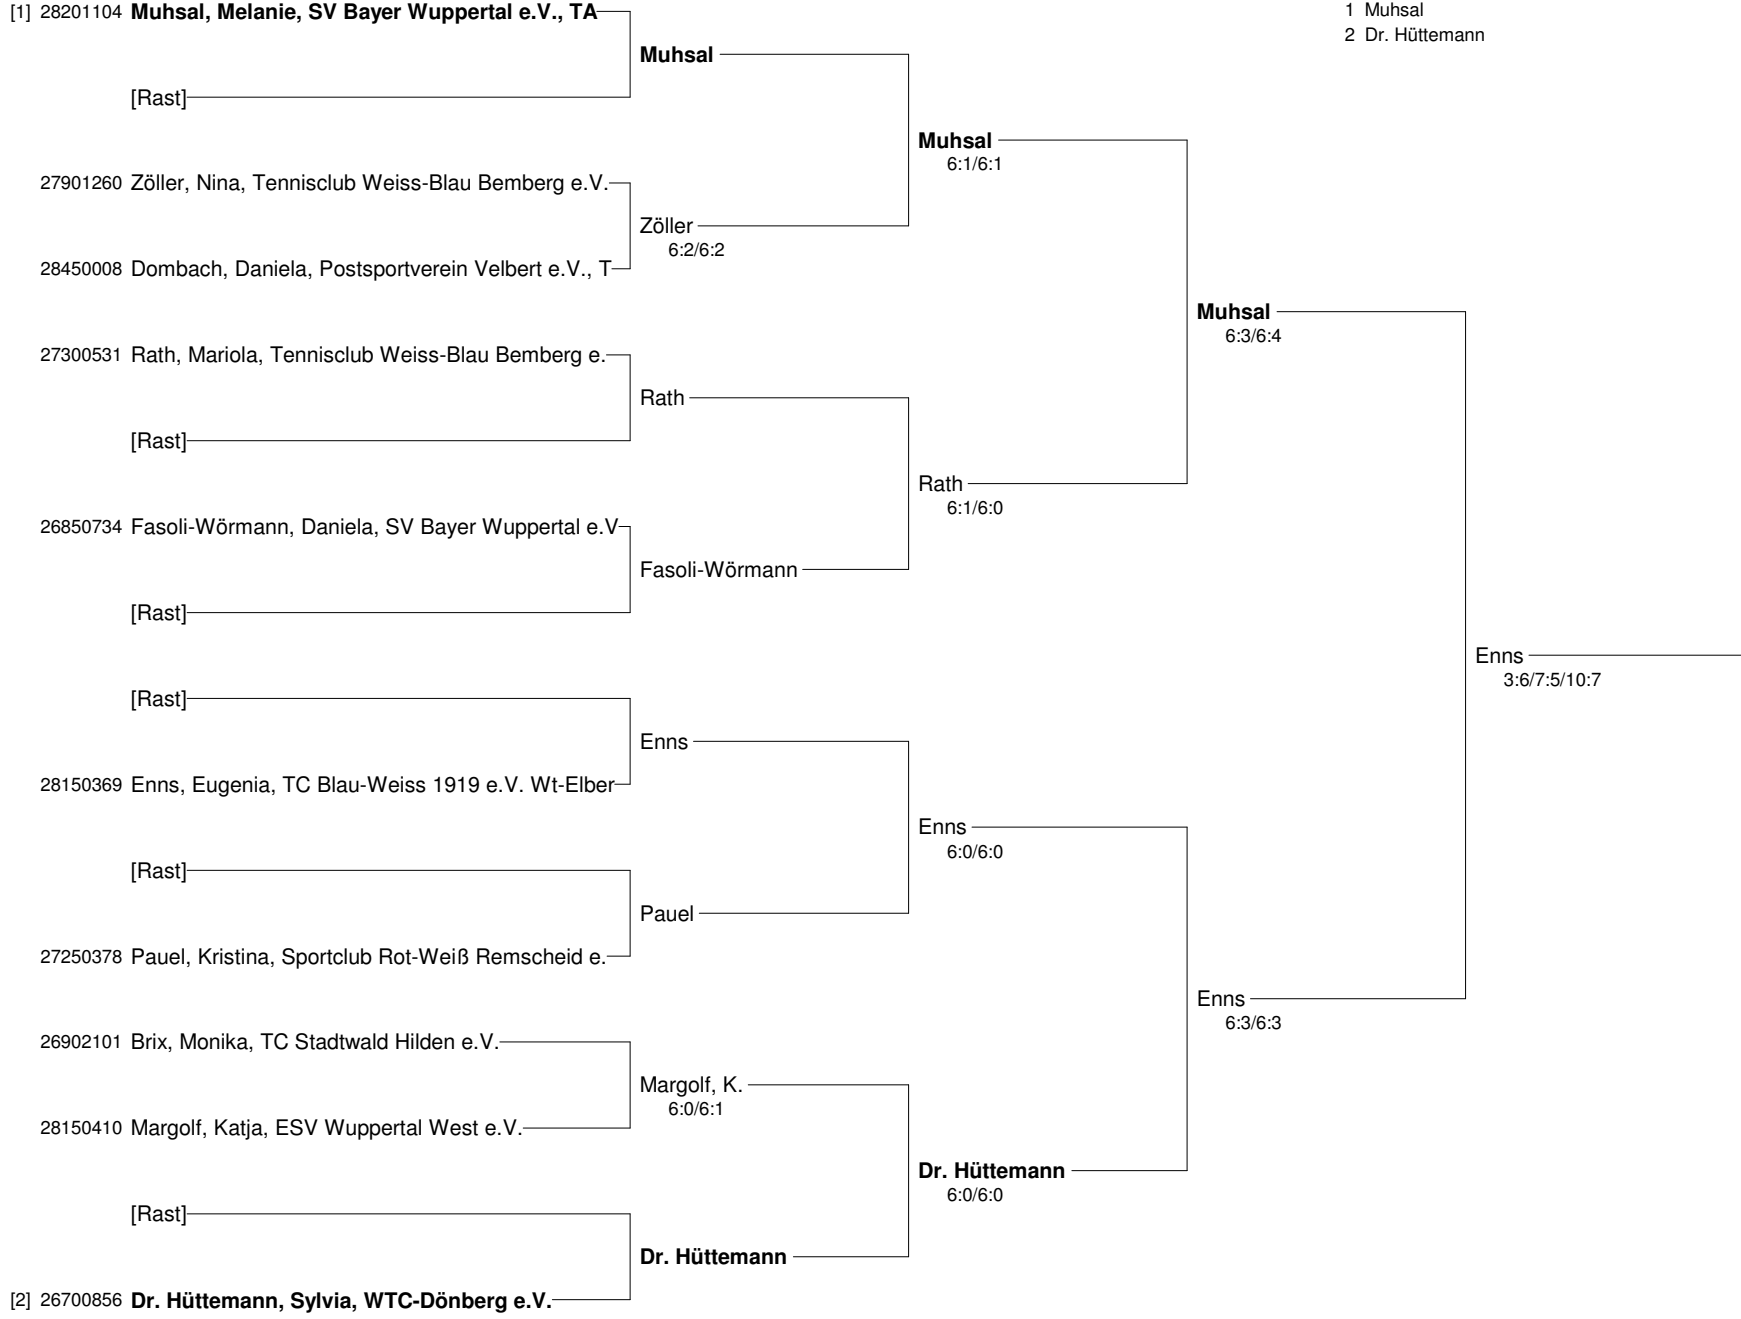 [1] 28201104 Muhsal, Melanie, SV Bayer Wuppertal e.V., TA
1 Muhsal
2 Dr. Hüttemann
Muhsal
[Rast]
Muhsal
6:1/6:1
27901260 Zöller, Nina, Tennisclub Weiss-Blau Bemberg e.V.
Zöller
6:2/6:2
28450008 Dombach, Daniela, Postsportverein Velbert e.V., T
Muhsal
6:3/6:4
27300531 Rath, Mariola, Tennisclub Weiss-Blau Bemberg e.
Rath
[Rast]
Rath
6:1/6:0
26850734 Fasoli-Wörmann, Daniela, SV Bayer Wuppertal e.V
Fasoli-Wörmann
[Rast]
Enns
3:6/7:5/10:7
[Rast]
Enns
28150369 Enns, Eugenia, TC Blau-Weiss 1919 e.V. Wt-Elber
Enns
6:0/6:0
[Rast]
Pauel
27250378 Pauel, Kristina, Sportclub Rot-Weiß Remscheid e.
Enns
6:3/6:3
26902101 Brix, Monika, TC Stadtwald Hilden e.V.
Margolf, K.
6:0/6:1
28150410 Margolf, Katja, ESV Wuppertal West e.V.
Dr. Hüttemann
6:0/6:0
[Rast]
Dr. Hüttemann
[2] 26700856 Dr. Hüttemann, Sylvia, WTC-Dönberg e.V.